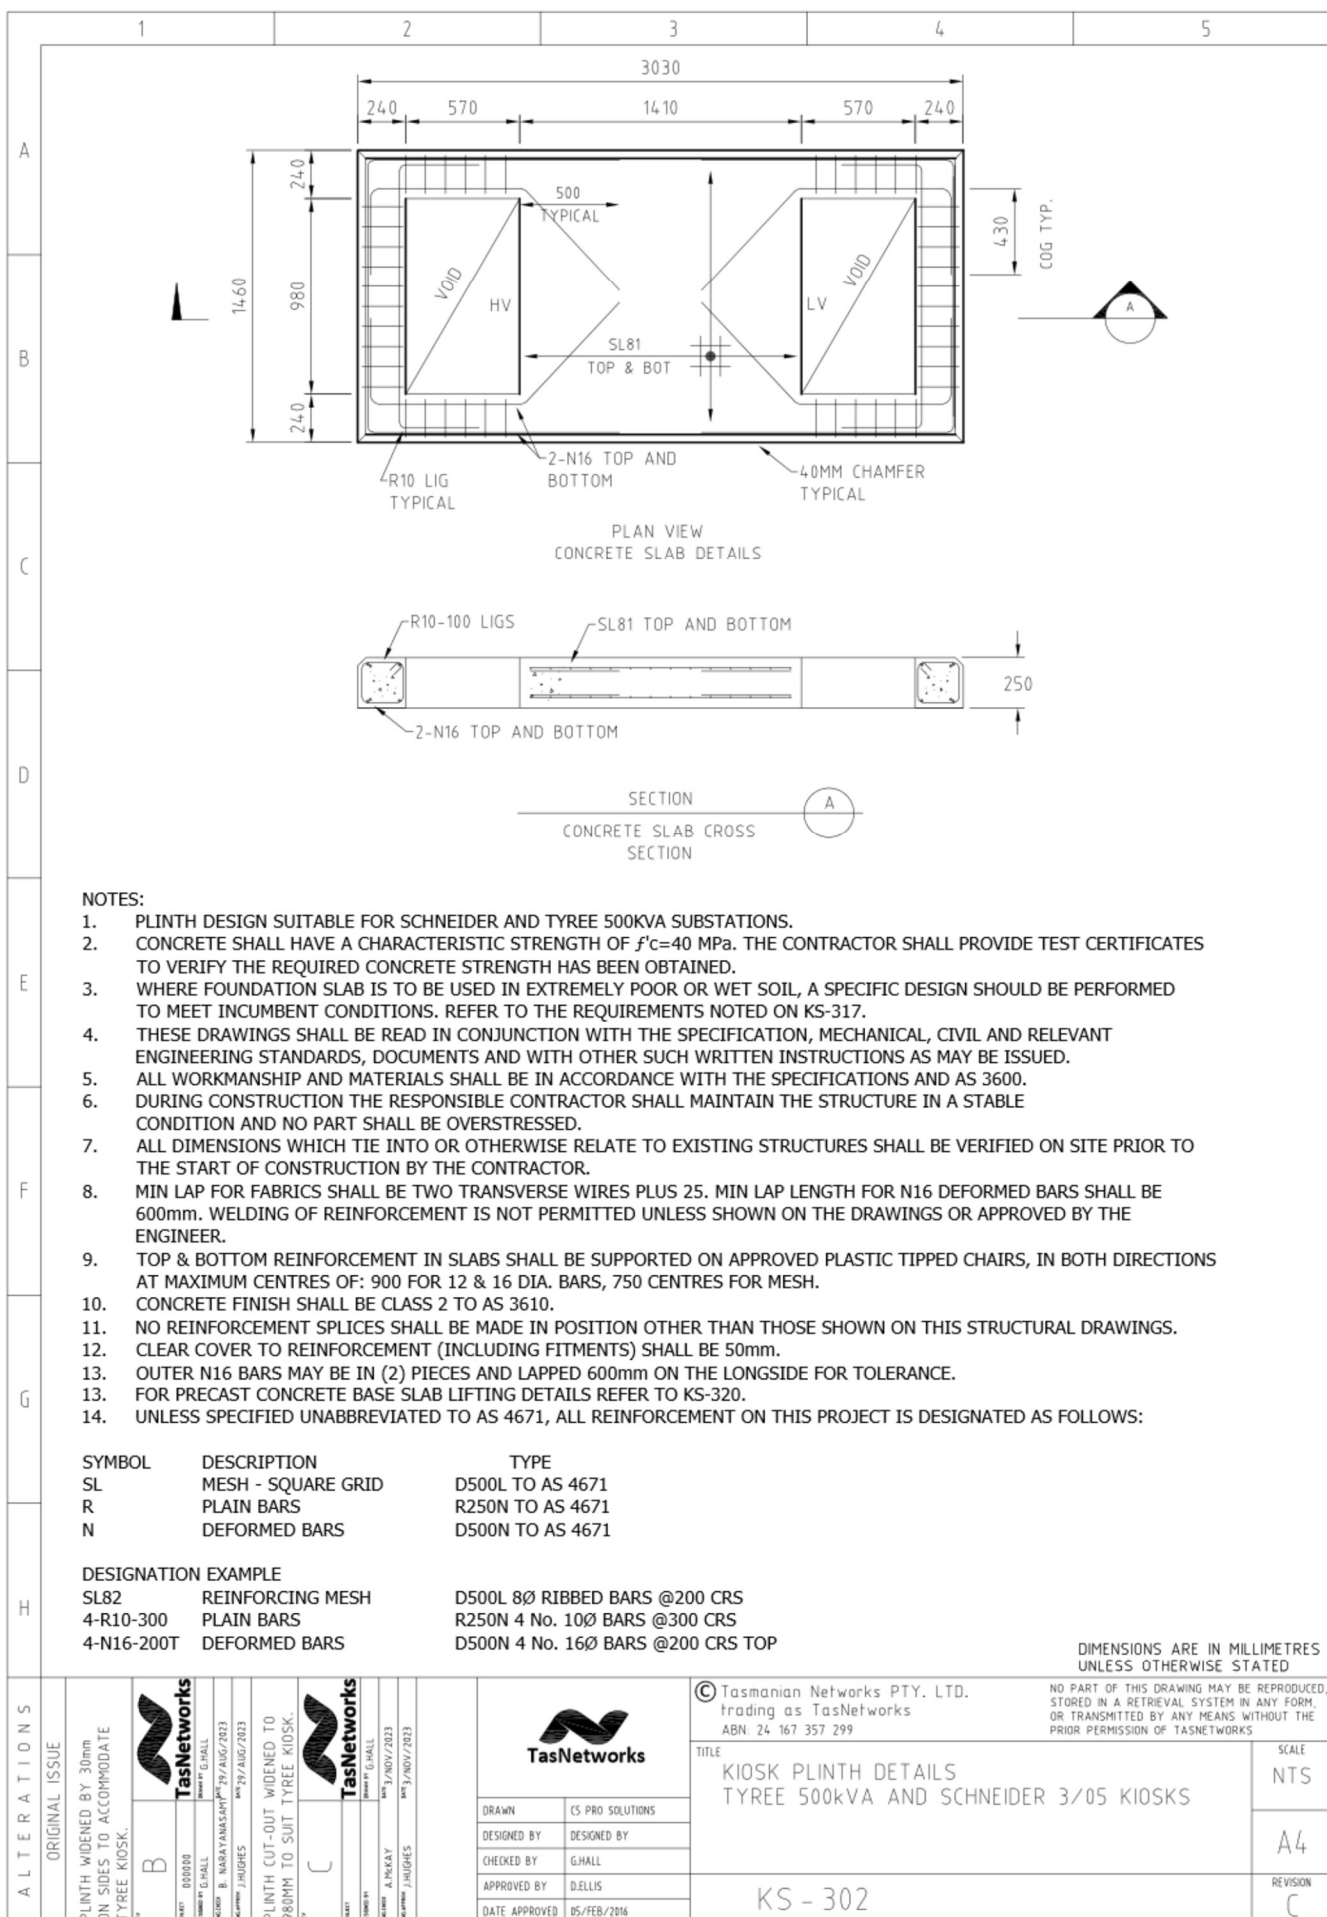 1 2 3 4 5
A
B
C
D
E
F
G
H
3030
240 570 1410 570 240
240
980
240
1460
500
TYPICAL
VOID
HV
VOID
LV
430
COG TYP.
A
SL81
TOP & BOT
2-N16 TOP AND
BOTTOM
R10 LIG
TYPICAL
40MM CHAMFER
TYPICAL
PLAN VIEW
CONCRETE SLAB DETAILS
R10-100 LIGS
SL81 TOP AND BOTTOM
250
2-N16 TOP AND BOTTOM
SECTION
A
CONCRETE SLAB CROSS
SECTION
NOTES:
1. PLINTH DESIGN SUITABLE FOR SCHNEIDER AND TYREE 500KVA SUBSTATIONS.
2. CONCRETE SHALL HAVE A CHARACTERISTIC STRENGTH OF ƒ'c=40 MPa. THE CONTRACTOR SHALL PROVIDE TEST CERTIFICATES
TO VERIFY THE REQUIRED CONCRETE STRENGTH HAS BEEN OBTAINED.
3. WHERE FOUNDATION SLAB IS TO BE USED IN EXTREMELY POOR OR WET SOIL, A SPECIFIC DESIGN SHOULD BE PERFORMED
TO MEET INCUMBENT CONDITIONS. REFER TO THE REQUIREMENTS NOTED ON KS-317.
4. THESE DRAWINGS SHALL BE READ IN CONJUNCTION WITH THE SPECIFICATION, MECHANICAL, CIVIL AND RELEVANT
ENGINEERING STANDARDS, DOCUMENTS AND WITH OTHER SUCH WRITTEN INSTRUCTIONS AS MAY BE ISSUED.
5. ALL WORKMANSHIP AND MATERIALS SHALL BE IN ACCORDANCE WITH THE SPECIFICATIONS AND AS 3600.
6. DURING CONSTRUCTION THE RESPONSIBLE CONTRACTOR SHALL MAINTAIN THE STRUCTURE IN A STABLE
CONDITION AND NO PART SHALL BE OVERSTRESSED.
7. ALL DIMENSIONS WHICH TIE INTO OR OTHERWISE RELATE TO EXISTING STRUCTURES SHALL BE VERIFIED ON SITE PRIOR TO
THE START OF CONSTRUCTION BY THE CONTRACTOR.
8. MIN LAP FOR FABRICS SHALL BE TWO TRANSVERSE WIRES PLUS 25. MIN LAP LENGTH FOR N16 DEFORMED BARS SHALL BE
600mm. WELDING OF REINFORCEMENT IS NOT PERMITTED UNLESS SHOWN ON THE DRAWINGS OR APPROVED BY THE
ENGINEER.
9. TOP & BOTTOM REINFORCEMENT IN SLABS SHALL BE SUPPORTED ON APPROVED PLASTIC TIPPED CHAIRS, IN BOTH DIRECTIONS
AT MAXIMUM CENTRES OF: 900 FOR 12 & 16 DIA. BARS, 750 CENTRES FOR MESH.
10. CONCRETE FINISH SHALL BE CLASS 2 TO AS 3610.
11. NO REINFORCEMENT SPLICES SHALL BE MADE IN POSITION OTHER THAN THOSE SHOWN ON THIS STRUCTURAL DRAWINGS.
12. CLEAR COVER TO REINFORCEMENT (INCLUDING FITMENTS) SHALL BE 50mm.
13. OUTER N16 BARS MAY BE IN (2) PIECES AND LAPPED 600mm ON THE LONGSIDE FOR TOLERANCE.
13. FOR PRECAST CONCRETE BASE SLAB LIFTING DETAILS REFER TO KS-320.
14. UNLESS SPECIFIED UNABBREVIATED TO AS 4671, ALL REINFORCEMENT ON THIS PROJECT IS DESIGNATED AS FOLLOWS:
SYMBOL DESCRIPTION TYPE
SL MESH - SQUARE GRID D500L TO AS 4671
R PLAIN BARS R250N TO AS 4671
N DEFORMED BARS D500N TO AS 4671
DESIGNATION EXAMPLE
SL82 REINFORCING MESH D500L 8Ø RIBBED BARS @200 CRS
4-R10-300 PLAIN BARS R250N 4 No. 10Ø BARS @300 CRS
4-N16-200T DEFORMED BARS D500N 4 No. 16Ø BARS @200 CRS TOP
DIMENSIONS ARE IN MILLIMETRES
UNLESS OTHERWISE STATED
ALTERATIONS
ORIGINAL ISSUE
PLINTH WIDENED BY 30mm
ON SIDES TO ACCOMMODATE
TYREE KIOSK.
B
TasNetworks
000000
G.HALL
DRAWN BY G.HALL
B. NARAYANASAMY
DATE 29/AUG/2023
J.HUGHES
DATE 29/AUG/2023
PLINTH CUT-OUT WIDENED TO
980MM TO SUIT TYREE KIOSK.
C
TasNetworks
DRAWN BY G.HALL
A.McKAY
DATE 3/NOV/2023
J.HUGHES
DATE 3/NOV/2023
TasNetworks
DRAWN C5 PRO SOLUTIONS
DESIGNED BY DESIGNED BY
CHECKED BY G.HALL
APPROVED BY D.ELLIS
DATE APPROVED 05/FEB/2016
© Tasmanian Networks PTY. LTD.
trading as TasNetworks
ABN: 24 167 357 299
NO PART OF THIS DRAWING MAY BE REPRODUCED,
STORED IN A RETRIEVAL SYSTEM IN ANY FORM,
OR TRANSMITTED BY ANY MEANS WITHOUT THE
PRIOR PERMISSION OF TASNETWORKS
TITLE
KIOSK PLINTH DETAILS
TYREE 500kVA AND SCHNEIDER 3/05 KIOSKS
SCALE
NTS
A4
KS-302
REVISION
C